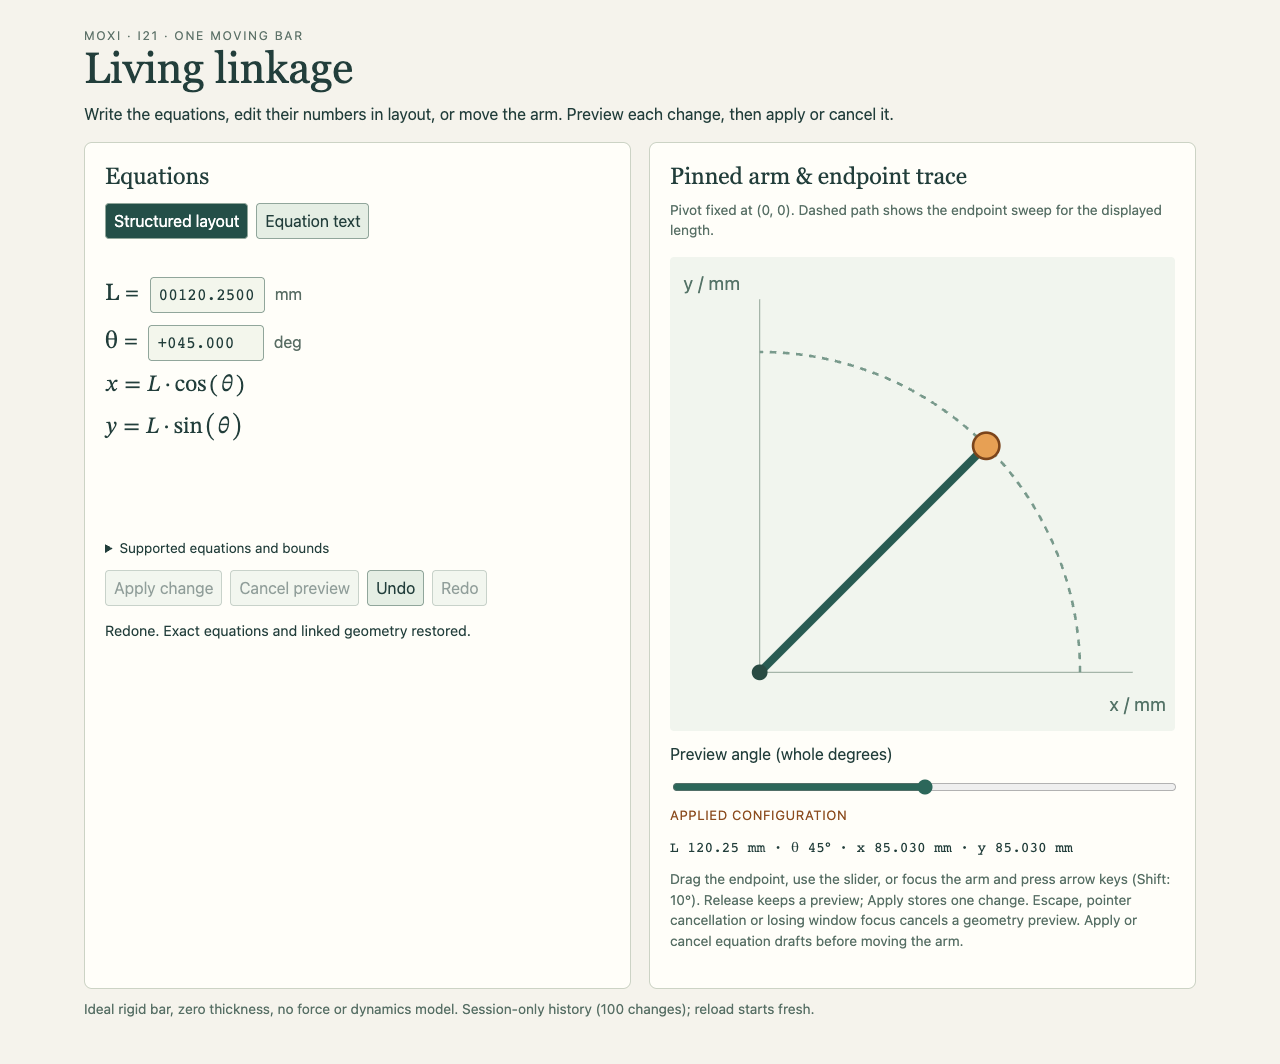 MOXI · I21 · ONE MOVING BAR
Living linkage
Write the equations, edit their numbers in layout, or move the arm. Preview each change, then apply or cancel it.
Equations
Structured layout
Equation text
L = 00120.2500 mm
θ = +045.000 deg
x = L · cos(θ)
y = L · sin(θ)
▶ Supported equations and bounds
Apply change
Cancel preview
Undo
Redo
Redone. Exact equations and linked geometry restored.
Pinned arm & endpoint trace
Pivot fixed at (0, 0). Dashed path shows the endpoint sweep for the displayed
length.
y / mm
x / mm
Preview angle (whole degrees)
APPLIED CONFIGURATION
L 120.25 mm · θ 45° · x 85.030 mm · y 85.030 mm
Drag the endpoint, use the slider, or focus the arm and press arrow keys (Shift:
10°). Release keeps a preview; Apply stores one change. Escape, pointer
cancellation or losing window focus cancels a geometry preview. Apply or
cancel equation drafts before moving the arm.
Ideal rigid bar, zero thickness, no force or dynamics model. Session-only history (100 changes); reload starts fresh.